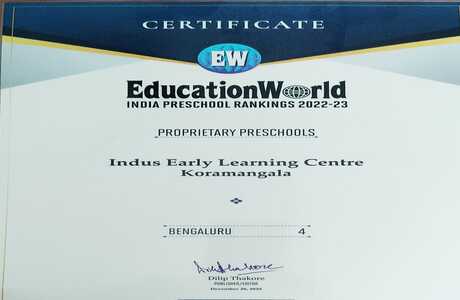 CERTIFICATE
EW
EducationWorld
INDIA PRESCHOOL RANKINGS 2022-23
PROPRIETARY PRESCHOOLS
Indus Early Learning Centre
Koramangala
BENGALURU 4
Dilip Thakore
PUBLISHER/EDITOR